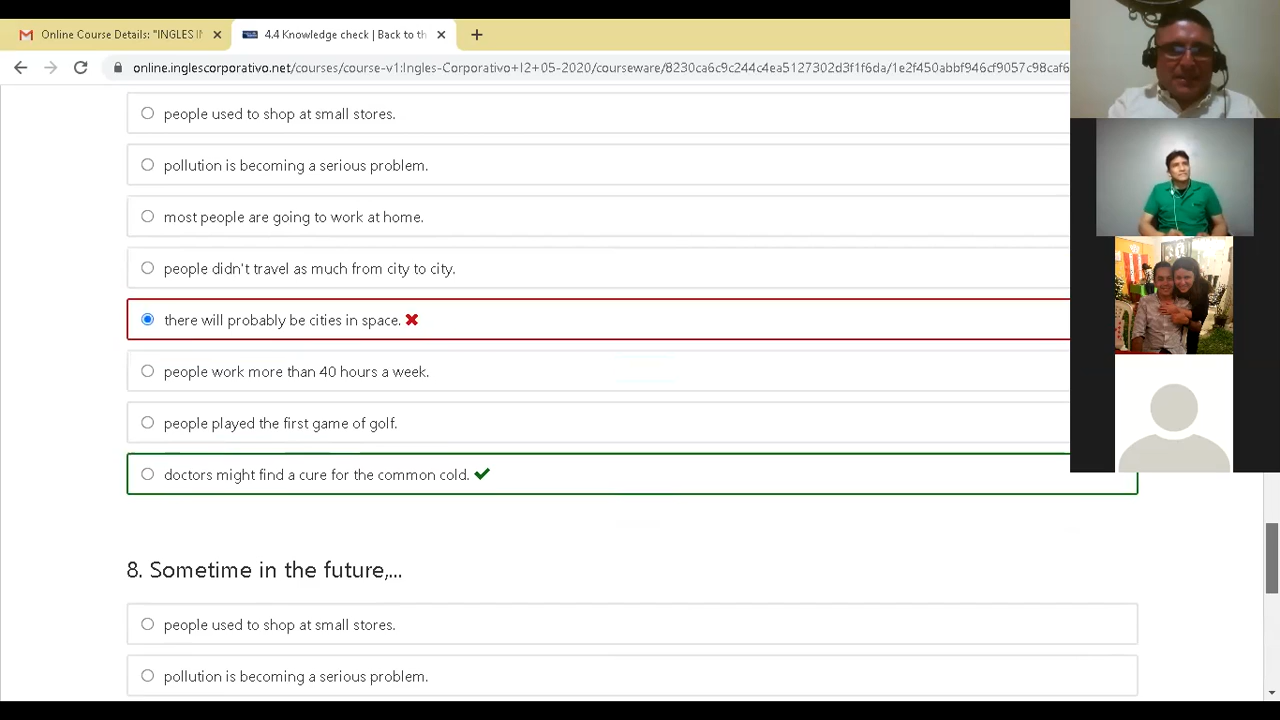 Online Course Details: "INGLES IN
4.4 Knowledge check | Back to th
online.inglescorporativo.net/courses/course-v1:Ingles-Corporativo+I2+05-2020/courseware/8230ca6c9c244c4ea5127302d3f1f6da/1e2f450abbf946cf9057c98caf6
people used to shop at small stores.
pollution is becoming a serious problem.
most people are going to work at home.
people didn't travel as much from city to city.
there will probably be cities in space.
people work more than 40 hours a week.
people played the first game of golf.
doctors might find a cure for the common cold.
8. Sometime in the future,...
people used to shop at small stores.
pollution is becoming a serious problem.